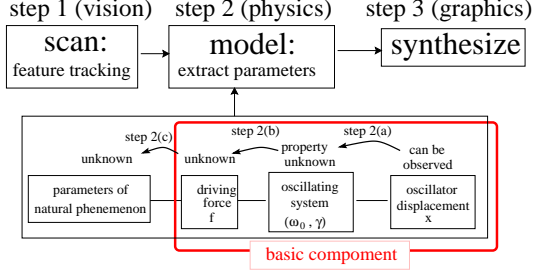 step 1 (vision) step 2 (physics) step 3 (graphics)
scan: model: synthesize
feature tracking extract parameters
step 2(c) step 2(b) step 2(a)
unknown unknown property unknown can be observed
parameters of natural phenemenon
driving force f
oscillating system (ω₀, γ)
oscillator displacement x
basic compoment